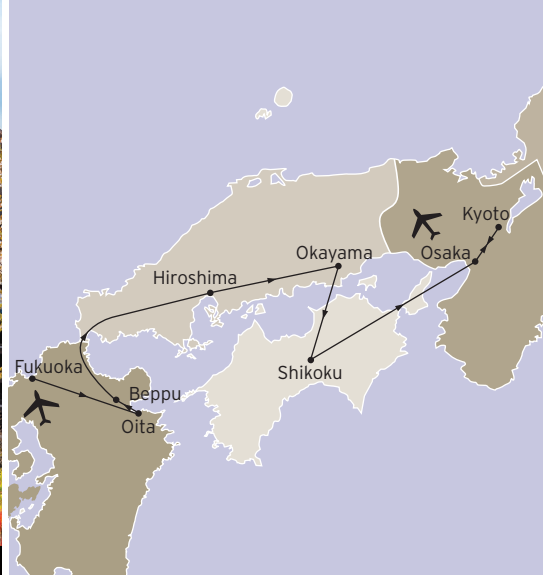 Kyoto
Okayama
Osaka
Hiroshima
Fukuoka
Shikoku
Beppu
Oita